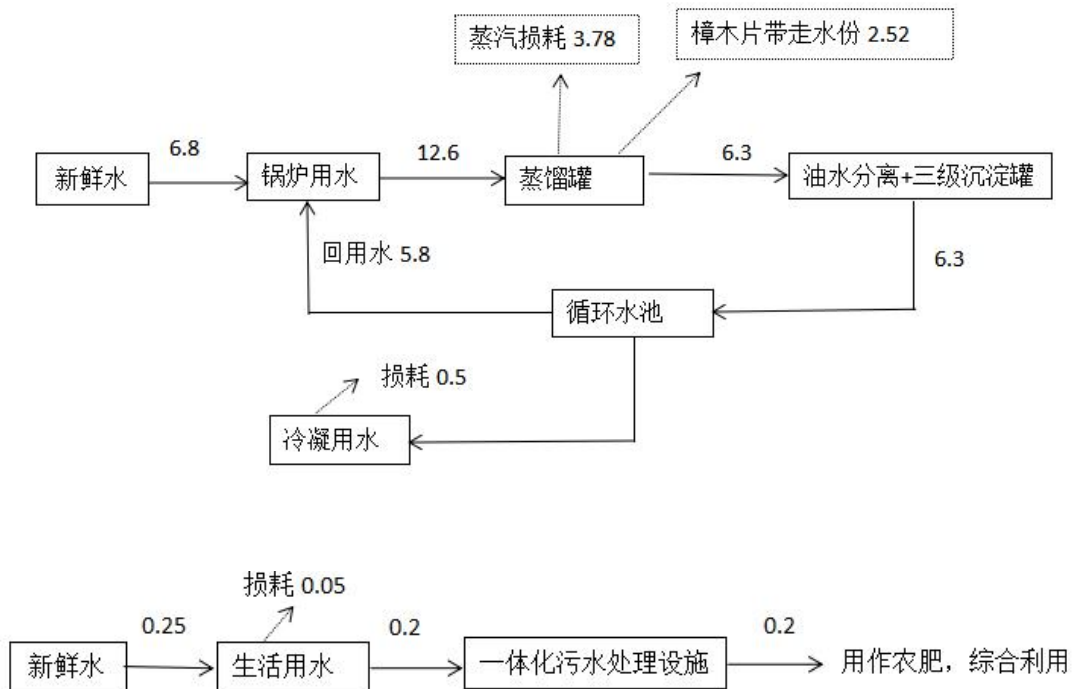 蒸汽损耗 3.78
樟木片带走水份 2.52
6.8
12.6
6.3
新鲜水
锅炉用水
蒸馏罐
油水分离+三级沉淀罐
回用水 5.8
6.3
循环水池
损耗 0.5
冷凝用水
损耗 0.05
0.25
0.2
0.2
新鲜水
生活用水
一体化污水处理设施
用作农肥，综合利用